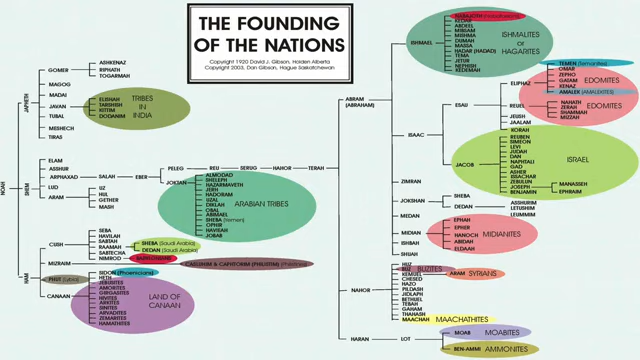 THE FOUNDING
OF THE NATIONS
Copyright 1920 David J. Gibson, Holden Alberta
Copyright 2003, Dan Gibson, Hague Saskatchewan
NOAH
JAPHETH
GOMER
ASHKENAZ
RIPHATH
TOGARMAH
MAGOG
MADAI
JAVAN
ELISHAH
TARSHISH
KITTIM
DODANIM
TRIBES
IN
INDIA
TUBAL
MESHECH
TIRAS
SHEM
ELAM
ASSHUR
ARPHAXAD
SALAH
EBER
PELEG
REU
SERUG
NAHOR
TERAH
JOKTAN
ALMODAD
SHELEPH
HAZARMAVETH
JERH
HADORAM
UZAL
DIKLAH
OBAL
ABIMAEL
SHEBA (Yemen)
OPHIR
HAVILAH
JOBAB
ARABIAN TRIBES
LUD
ARAM
UZ
HUL
GETHER
MASH
HAM
CUSH
SEBA
HAVILAH
SABTAH
RAAMAH
SHEBA (Saudi Arabia)
DEDAN (Saudi Arabia)
SABTECHA
NIMROD
MIZRAIM
CASLUHIM & CAPHTORIM (PHILISTIM)
PHUT
CANAAN
SIDON (Phoenicians)
HETH
JEBUSITES
AMORITES
GIRGASITES
HIVITES
ARKITES
SINITES
ARVADITES
ZEMARITES
HAMATHITES
LAND OF
CANAAN
ABRAM
(ABRAHAM)
ISHMAEL
KEDAR
ABDEEL
MIBSAM
MISHMA
DUMAH
MASSA
HADAR (HADAD)
TEMA
JETUR
NEPHISH
KEDEMAH
ISHMALITES
or
HAGARITES
ISAAC
ESAU
ELIPHAZ
TEMEN (Temanites)
OMAR
ZEPHO
GATAM
KENAZ
AMALEK (AMALEKITES)
EDOMITES
REUEL
NAHATH
ZERAH
SHAMMAH
MIZZAH
EDOMITES
JEUSH
JAALAM
KORAH
JACOB
REUBEN
SIMEON
LEVI
JUDAH
DAN
NAPHTALI
GAD
ASHER
ISSACHAR
ZEBULUN
JOSEPH
BENJAMIN
MANASSEH
EPHRAIM
ISRAEL
ZIMRAN
JOKSHAN
SHEBA
DEDAN
ASSHURIM
LETUSHIM
LEUMMIM
MEDAN
MIDIAN
EPHAH
EPHER
HANOCH
ABIDAH
ELDAAH
MIDIANITES
ISHBAH
SHUAH
NAHOR
HUZ
BUZ
BUZITES
KEMUEL
ARAM
SYRIANS
CHESED
HAZO
PILDASH
JIDLAPH
BETHUEL
TEBAH
GAHAM
THAHASH
MAACHAH
MAACHATHITES
HARAN
LOT
MOAB
MOABITES
BEN-AMMI
AMMONITES